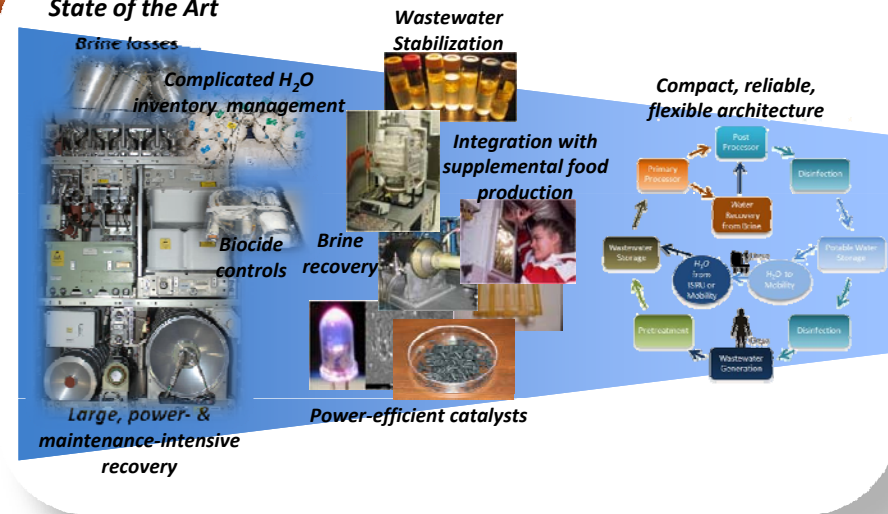 State of the Art
Brine losses
Complicated H₂O
inventory management
Biocide
controls
Large, power- &
maintenance-intensive
recovery
Wastewater
Stabilization
Integration with
supplemental food
production
Brine
recovery
Power-efficient catalysts
Compact, reliable,
flexible architecture
Post
Processor
Primary
Processor
Disinfection
Water
Recovery
from Brine
Wastewater
Storage
H₂O
from
ISRU or
Mobility
H₂O to
Mobility
Potable Water
Storage
Pretreatment
Disinfection
Wastewater
Generation